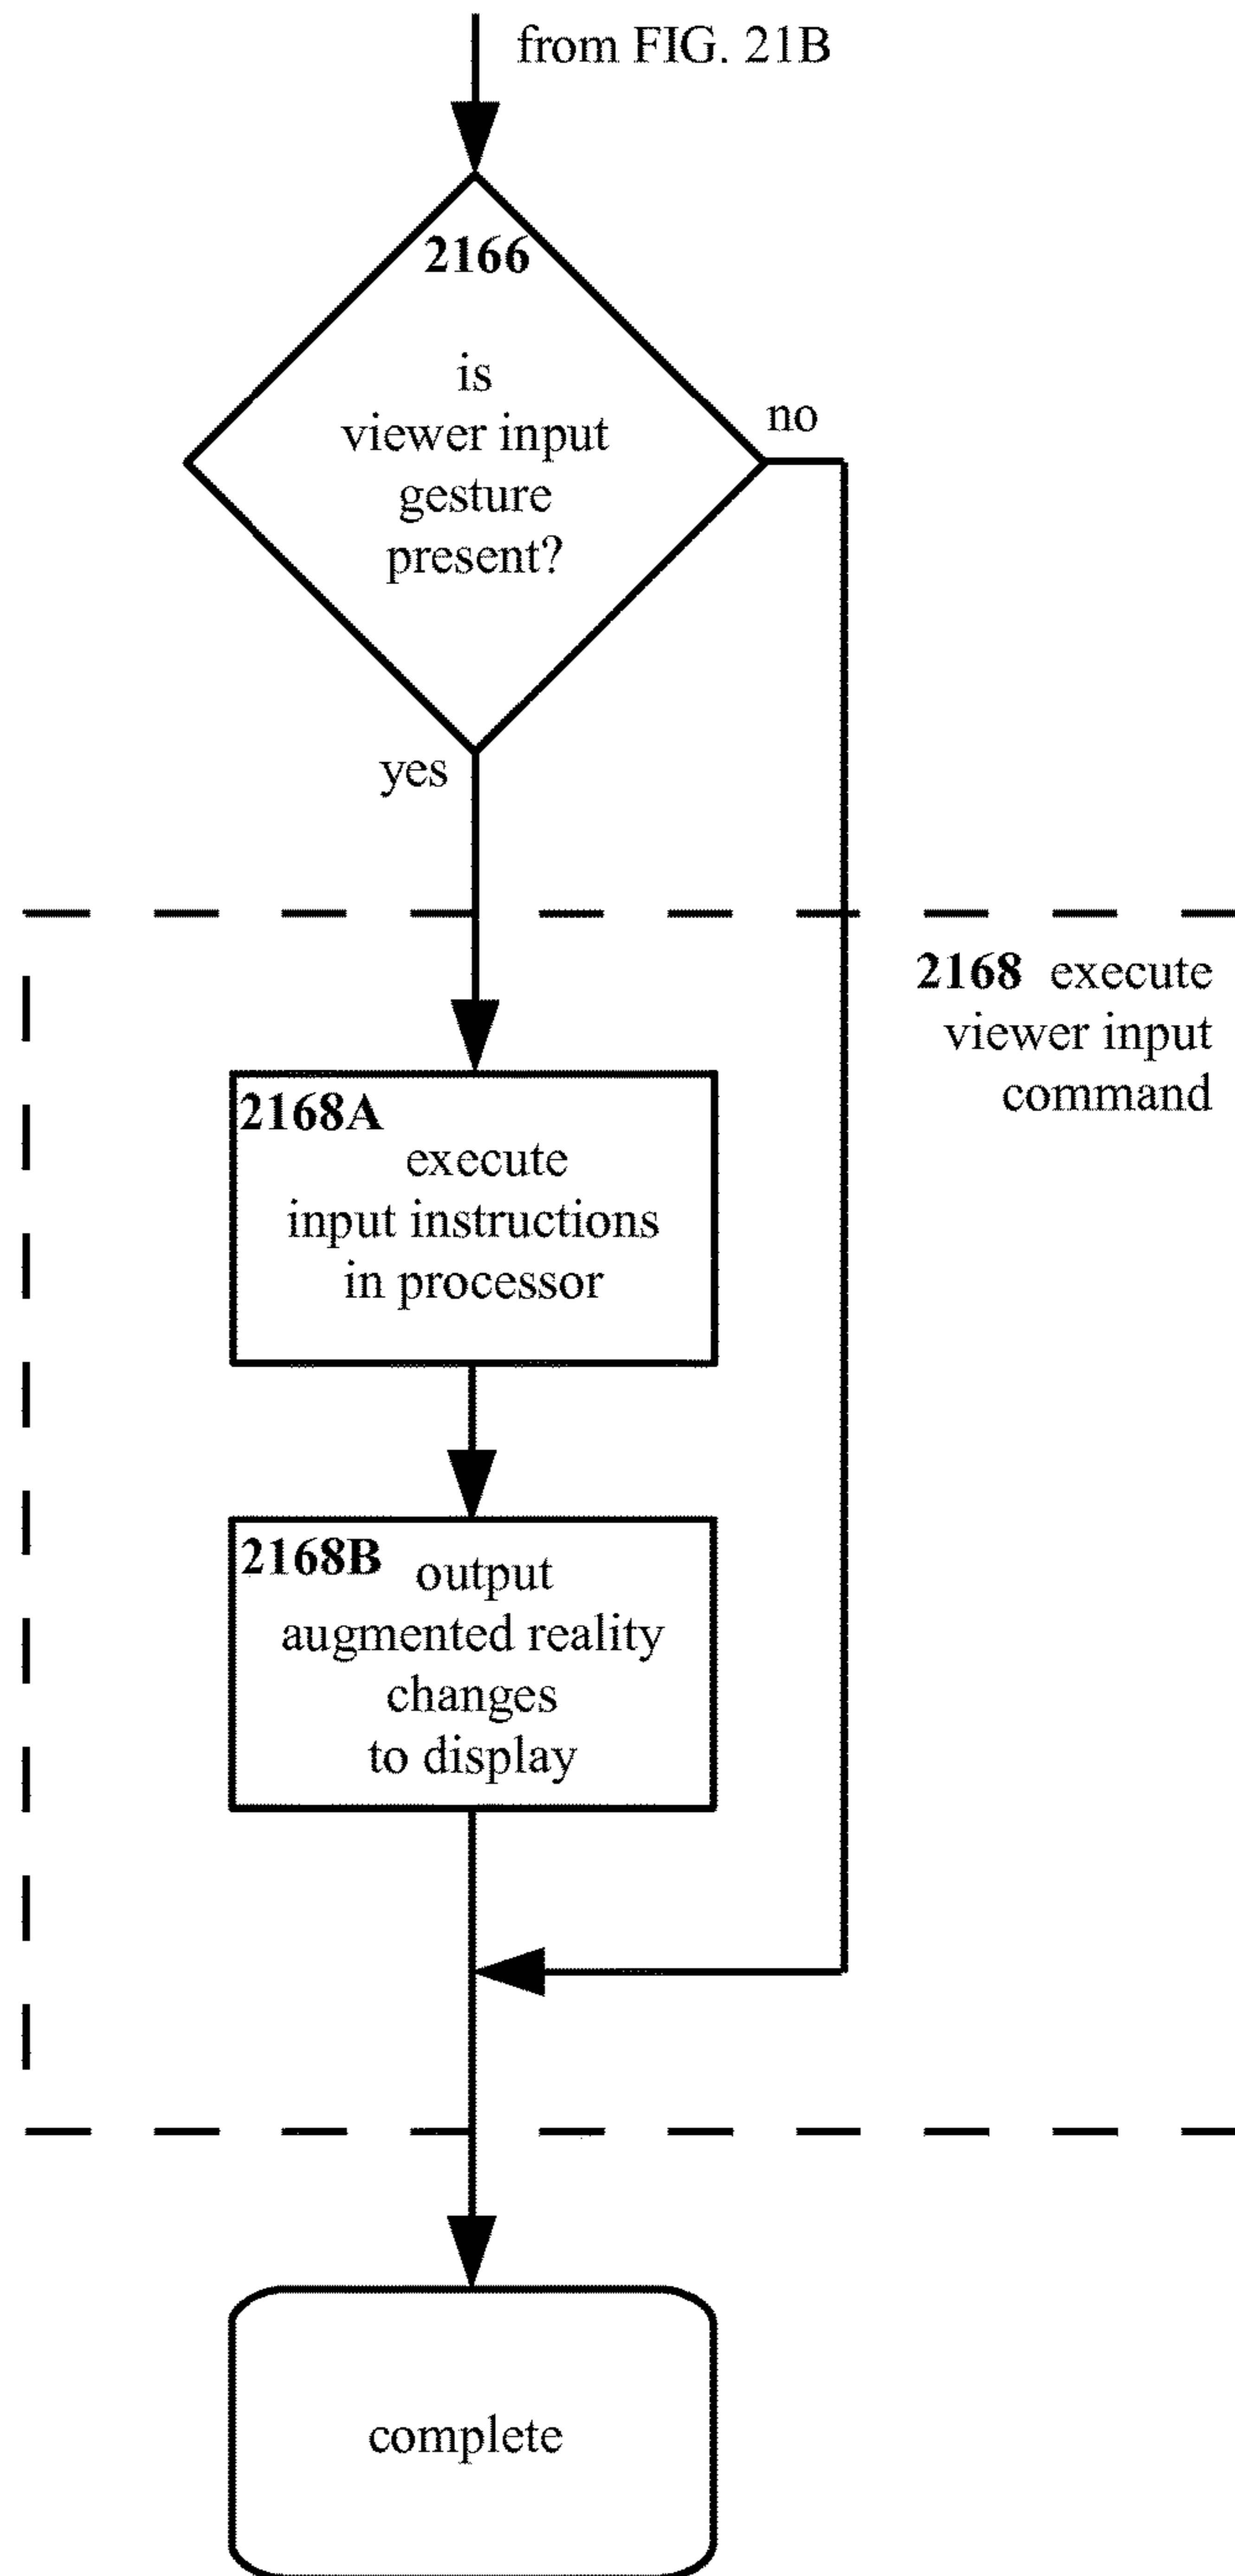 from FIG. 21B
2166
is
viewer input
gesture
present?
no
yes
2168 execute
viewer input
command
2168A
execute
input instructions
in processor
2168B output
augmented reality
changes
to display
complete